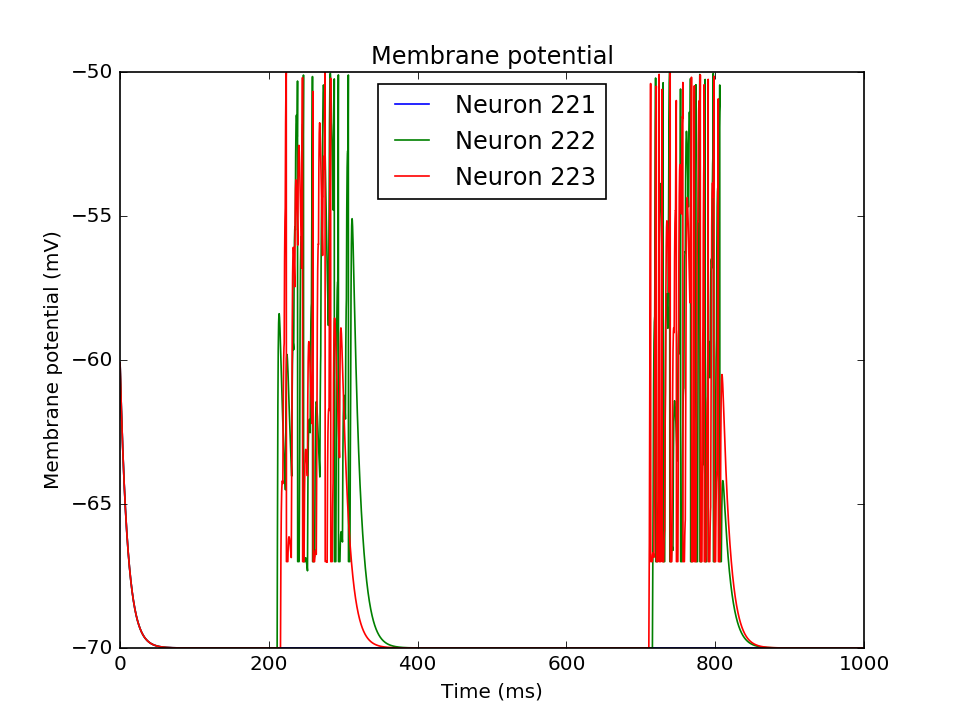 Membrane potential
−50
−55
−60
−65
−70
Membrane potential (mV)
Neuron 221
Neuron 222
Neuron 223
0 200 400 600 800 1000
Time (ms)